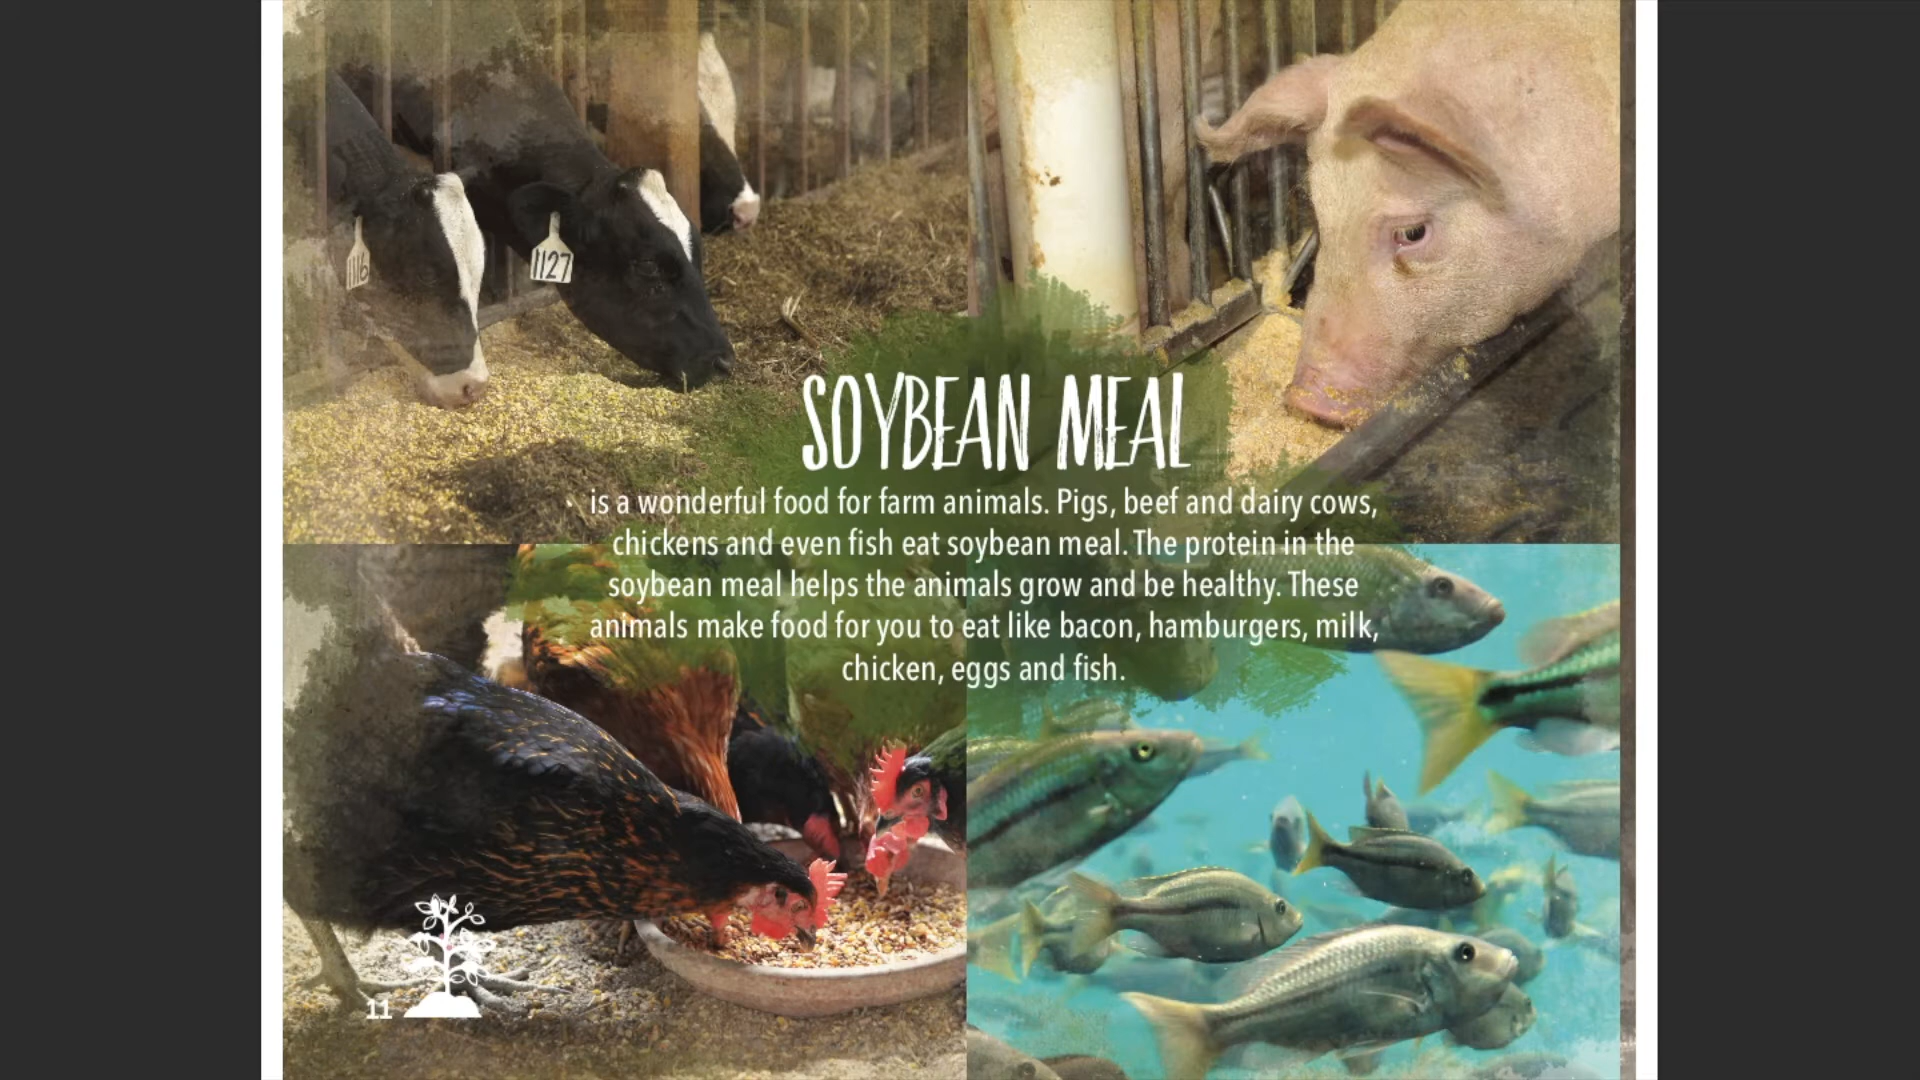 1116
1127
SOYBEAN MEAL
is a wonderful food for farm animals. Pigs, beef and dairy cows,
chickens and even fish eat soybean meal. The protein in the
soybean meal helps the animals grow and be healthy. These
animals make food for you to eat like bacon, hamburgers, milk,
chicken, eggs and fish.
11